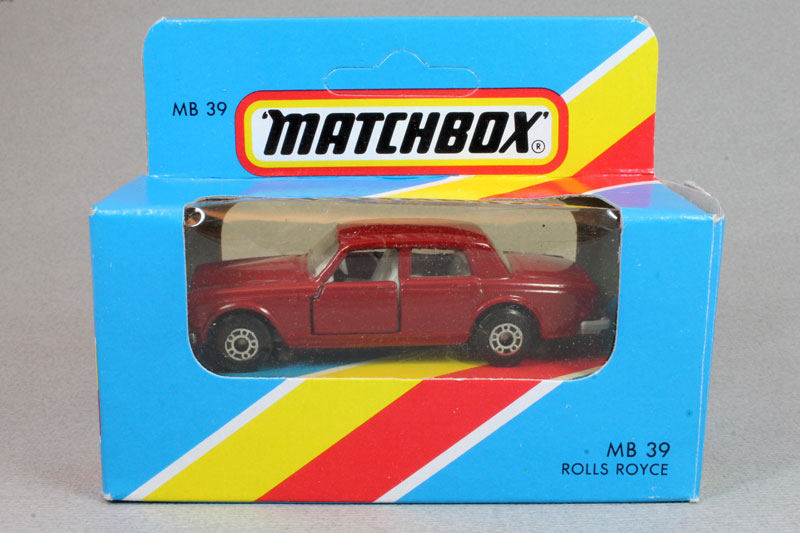 MB 39
'MATCHBOX'®
MB 39
ROLLS ROYCE